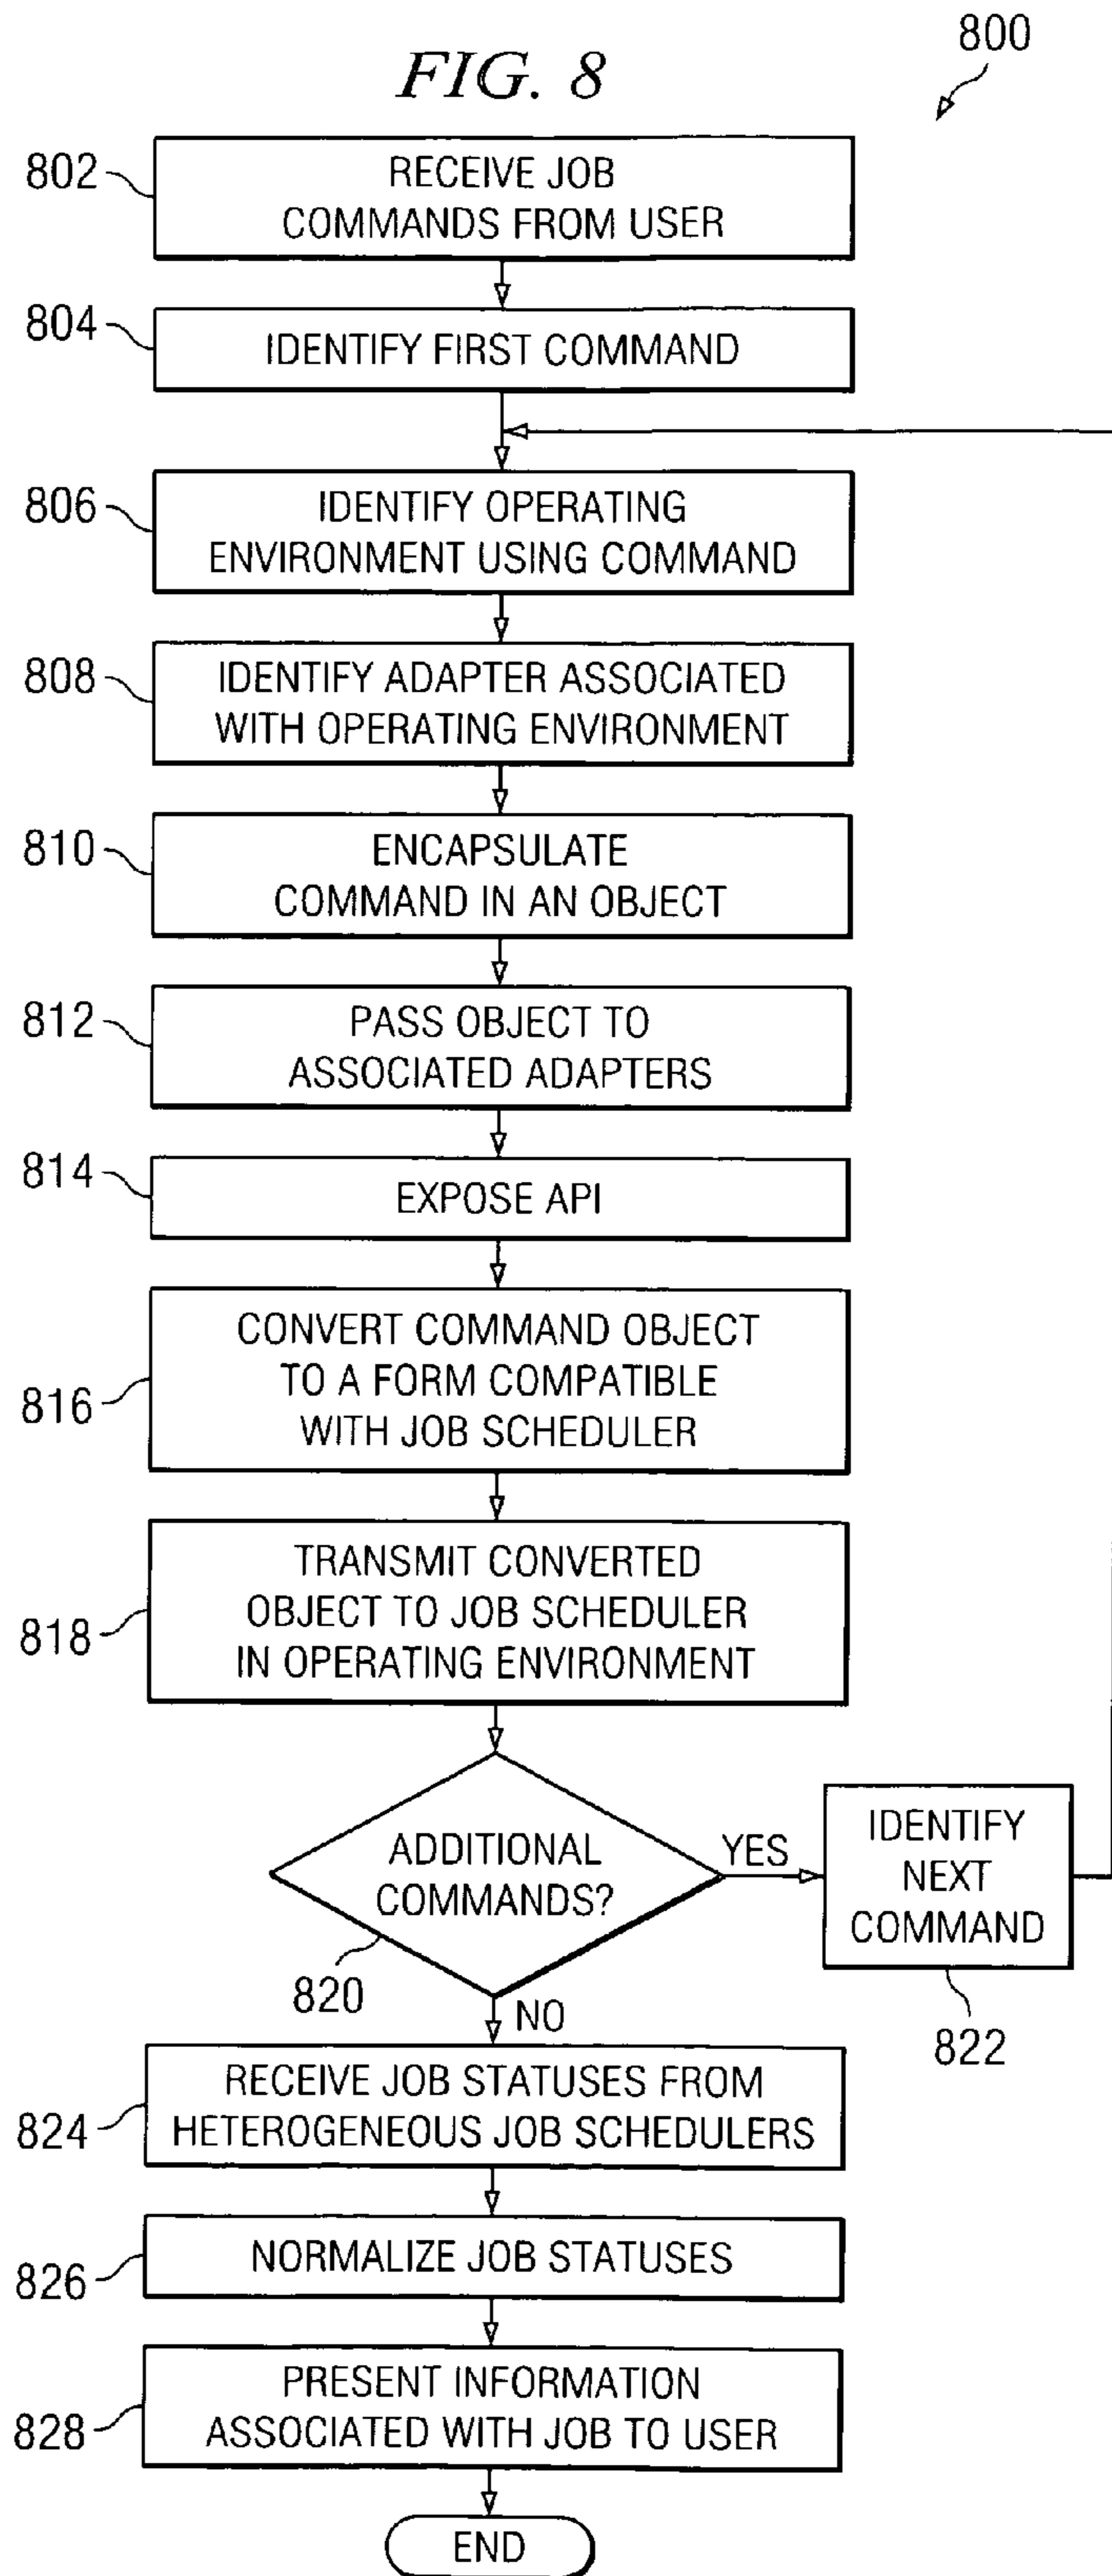 FIG. 8
800
802
RECEIVE JOB
COMMANDS FROM USER
804
IDENTIFY FIRST COMMAND
806
IDENTIFY OPERATING
ENVIRONMENT USING COMMAND
808
IDENTIFY ADAPTER ASSOCIATED
WITH OPERATING ENVIRONMENT
810
ENCAPSULATE
COMMAND IN AN OBJECT
812
PASS OBJECT TO
ASSOCIATED ADAPTERS
814
EXPOSE API
816
CONVERT COMMAND OBJECT
TO A FORM COMPATIBLE
WITH JOB SCHEDULER
818
TRANSMIT CONVERTED
OBJECT TO JOB SCHEDULER
IN OPERATING ENVIRONMENT
ADDITIONAL
COMMANDS?
820
YES
IDENTIFY
NEXT
COMMAND
822
NO
824
RECEIVE JOB STATUSES FROM
HETEROGENEOUS JOB SCHEDULERS
826
NORMALIZE JOB STATUSES
828
PRESENT INFORMATION
ASSOCIATED WITH JOB TO USER
END